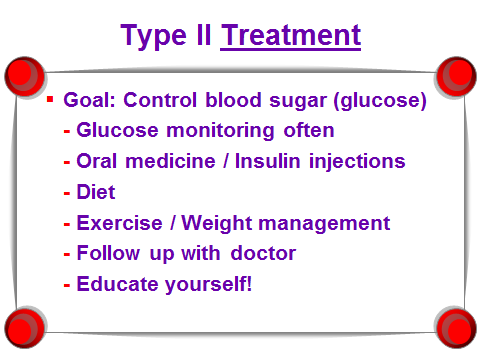 Type II Treatment
▪ Goal: Control blood sugar (glucose)
- Glucose monitoring often
- Oral medicine / Insulin injections
- Diet
- Exercise / Weight management
- Follow up with doctor
- Educate yourself!